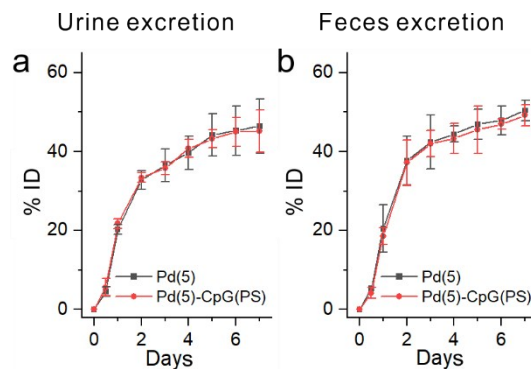 Urine excretion
Feces excretion
a
b
60
40
20
0
% ID
Pd(5)
Pd(5)-CpG(PS)
0 2 4 6
Days
60
40
20
0
% ID
Pd(5)
Pd(5)-CpG(PS)
0 2 4 6
Days